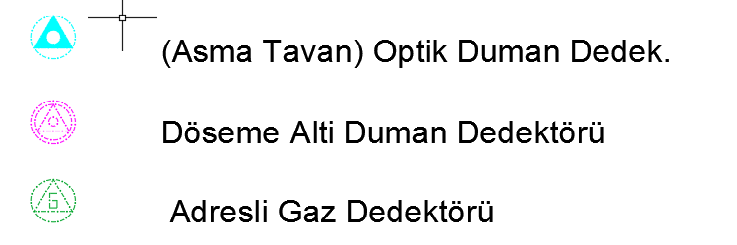 (Asma Tavan) Optik Duman Dedek.
Döseme Alti Duman Dedektörü
G
Adresli Gaz Dedektörü